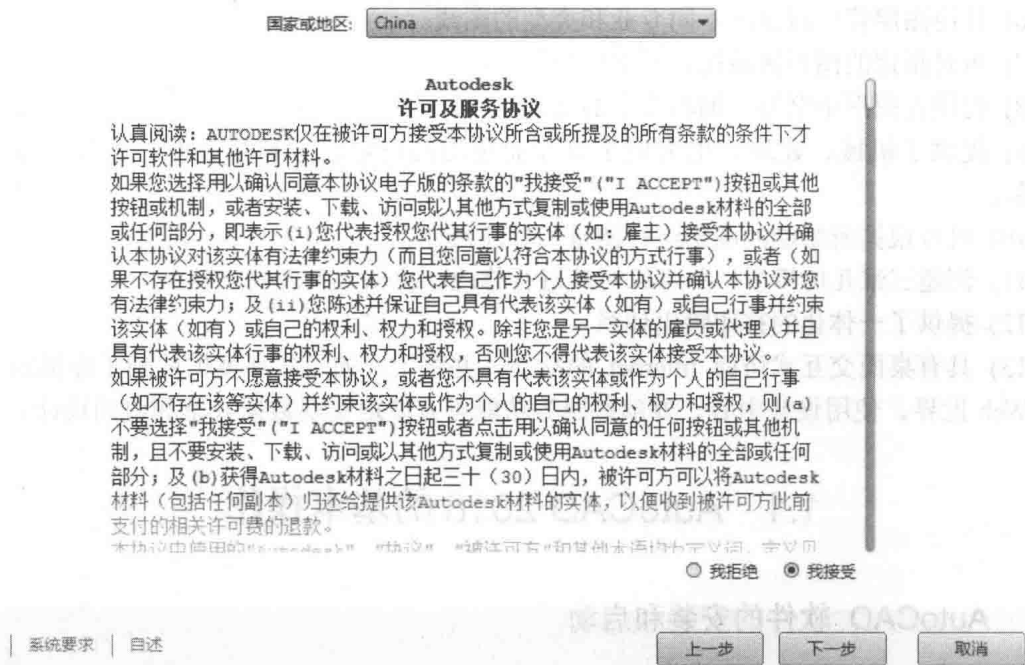 国家或地区: China
Autodesk
许可及服务协议
认真阅读：AUTODESK仅在被许可方接受本协议所含或所提及的所有条款的条件下才
许可软件和其他许可材料。
如果您选择用以确认同意本协议电子版的条款的"我接受"("I ACCEPT")按钮或其他
按钮或机制，或者安装、下载、访问或以其他方式复制或使用Autodesk材料的全部
或任何部分，即表示(i)您代表授权您代其行事的实体（如：雇主）接受本协议并确
认本协议对该实体有法律约束力（而且您同意以符合本协议的方式行事），或者（如
果不存在授权您代其行事的实体）您代表自己作为个人接受本协议并确认本协议对您
有法律约束力；及(ii)您陈述并保证自己具有代表该实体（如有）或自己行事并约束
该实体（如有）或自己的权利、权力和授权。除非您是另一实体的雇员或代理人并且
具有代表该实体行事的权利、权力和授权，否则您不得代表该实体接受本协议。
如果被许可方不愿意接受本协议，或者您不具有代表该实体或作为个人的自己行事
（如不存在该等实体）并约束该实体或作为个人的自己的权利、权力和授权，则(a)
不要选择"我接受"("I ACCEPT")按钮或者点击用以确认同意的任何按钮或其他机
制，且不要安装、下载、访问或以其他方式复制或使用Autodesk材料的全部或任何
部分；及(b)获得Autodesk材料之日起三十（30）日内，被许可方可以将Autodesk
材料（包括任何副本）归还给提供该Autodesk材料的实体，以便收到被许可方此前
支付的相关许可费的退款。
本协议中使用的"Autodesk"、"协议"、"被许可方"和其他术语均为定义词，定义见
我拒绝 我接受
系统要求 自述 上一步 下一步 取消